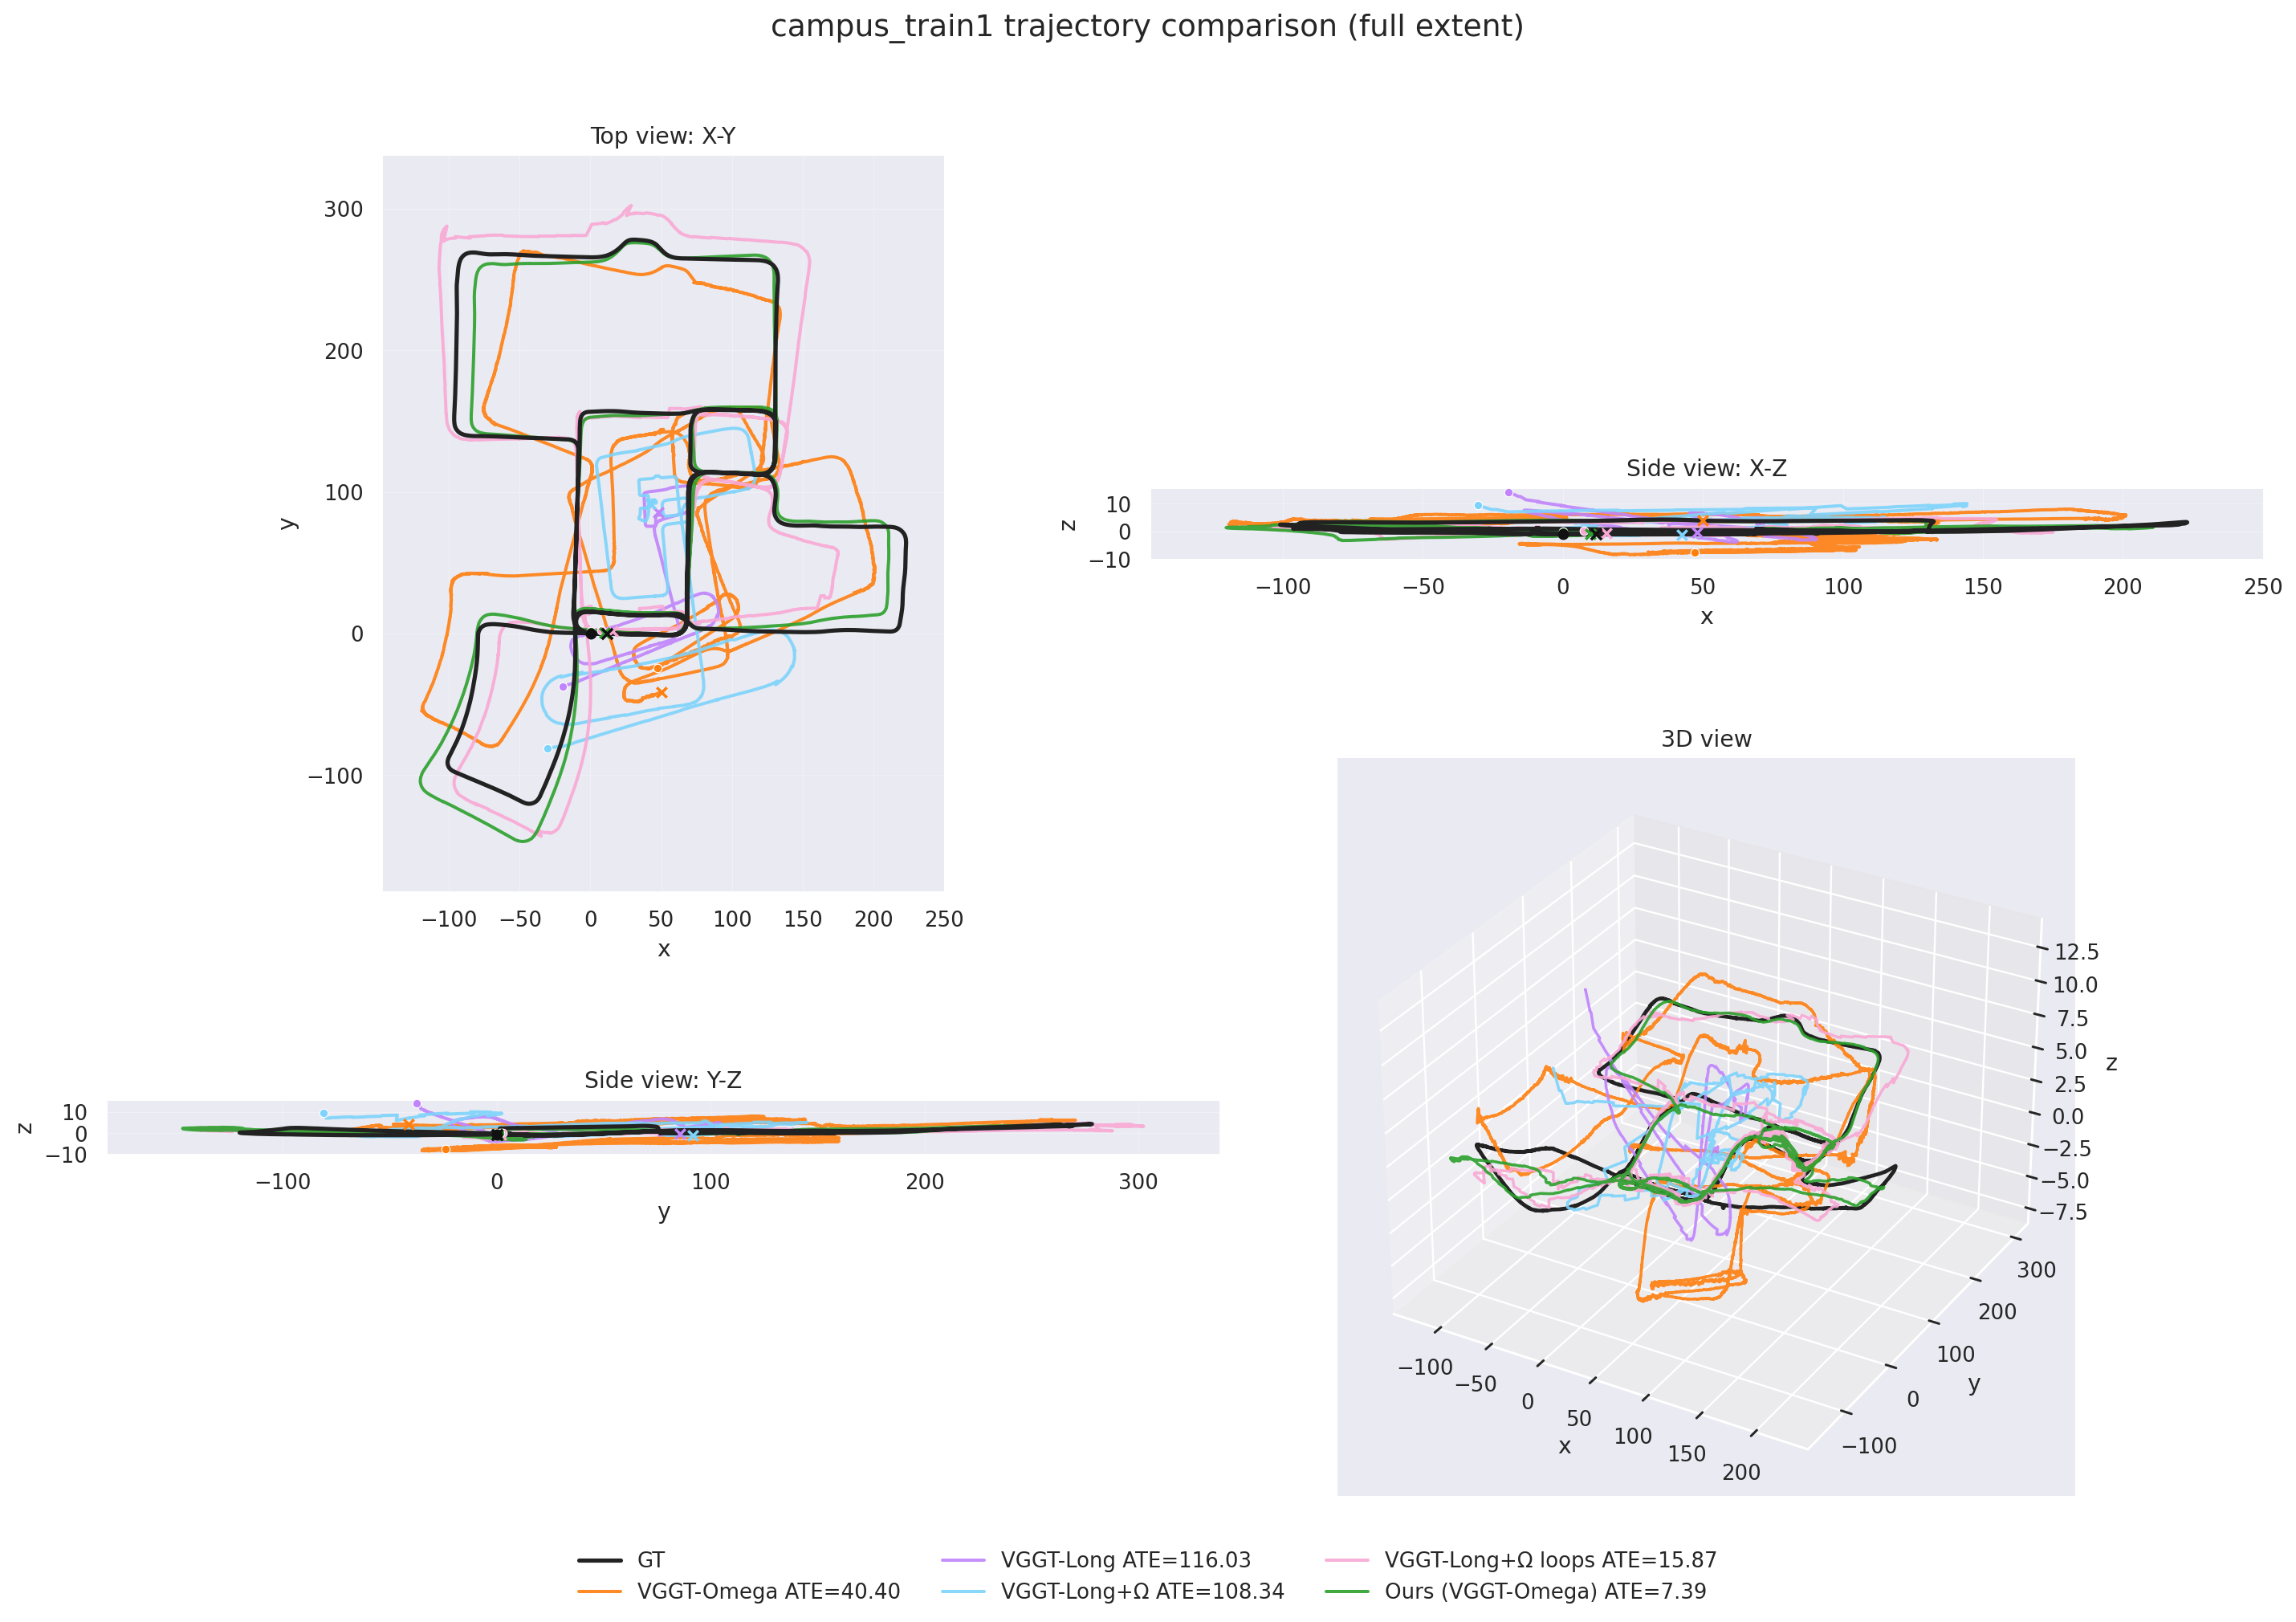 campus_train1 trajectory comparison (full extent)
Top view: X-Y
300
200
100
0
−100
y
−100 −50 0 50 100 150 200 250
x
Side view: X-Z
10
0
−10
z
−100 −50 0 50 100 150 200 250
x
Side view: Y-Z
10
0
−10
z
−100 0 100 200 300
y
3D view
12.5
10.0
7.5
5.0
2.5
0.0
−2.5
−5.0
−7.5
z
300
200
100
0
−100
y
−100 −50 0 50 100 150 200
x
GT
VGGT-Omega ATE=40.40
VGGT-Long ATE=116.03
VGGT-Long+Ω ATE=108.34
VGGT-Long+Ω loops ATE=15.87
Ours (VGGT-Omega) ATE=7.39